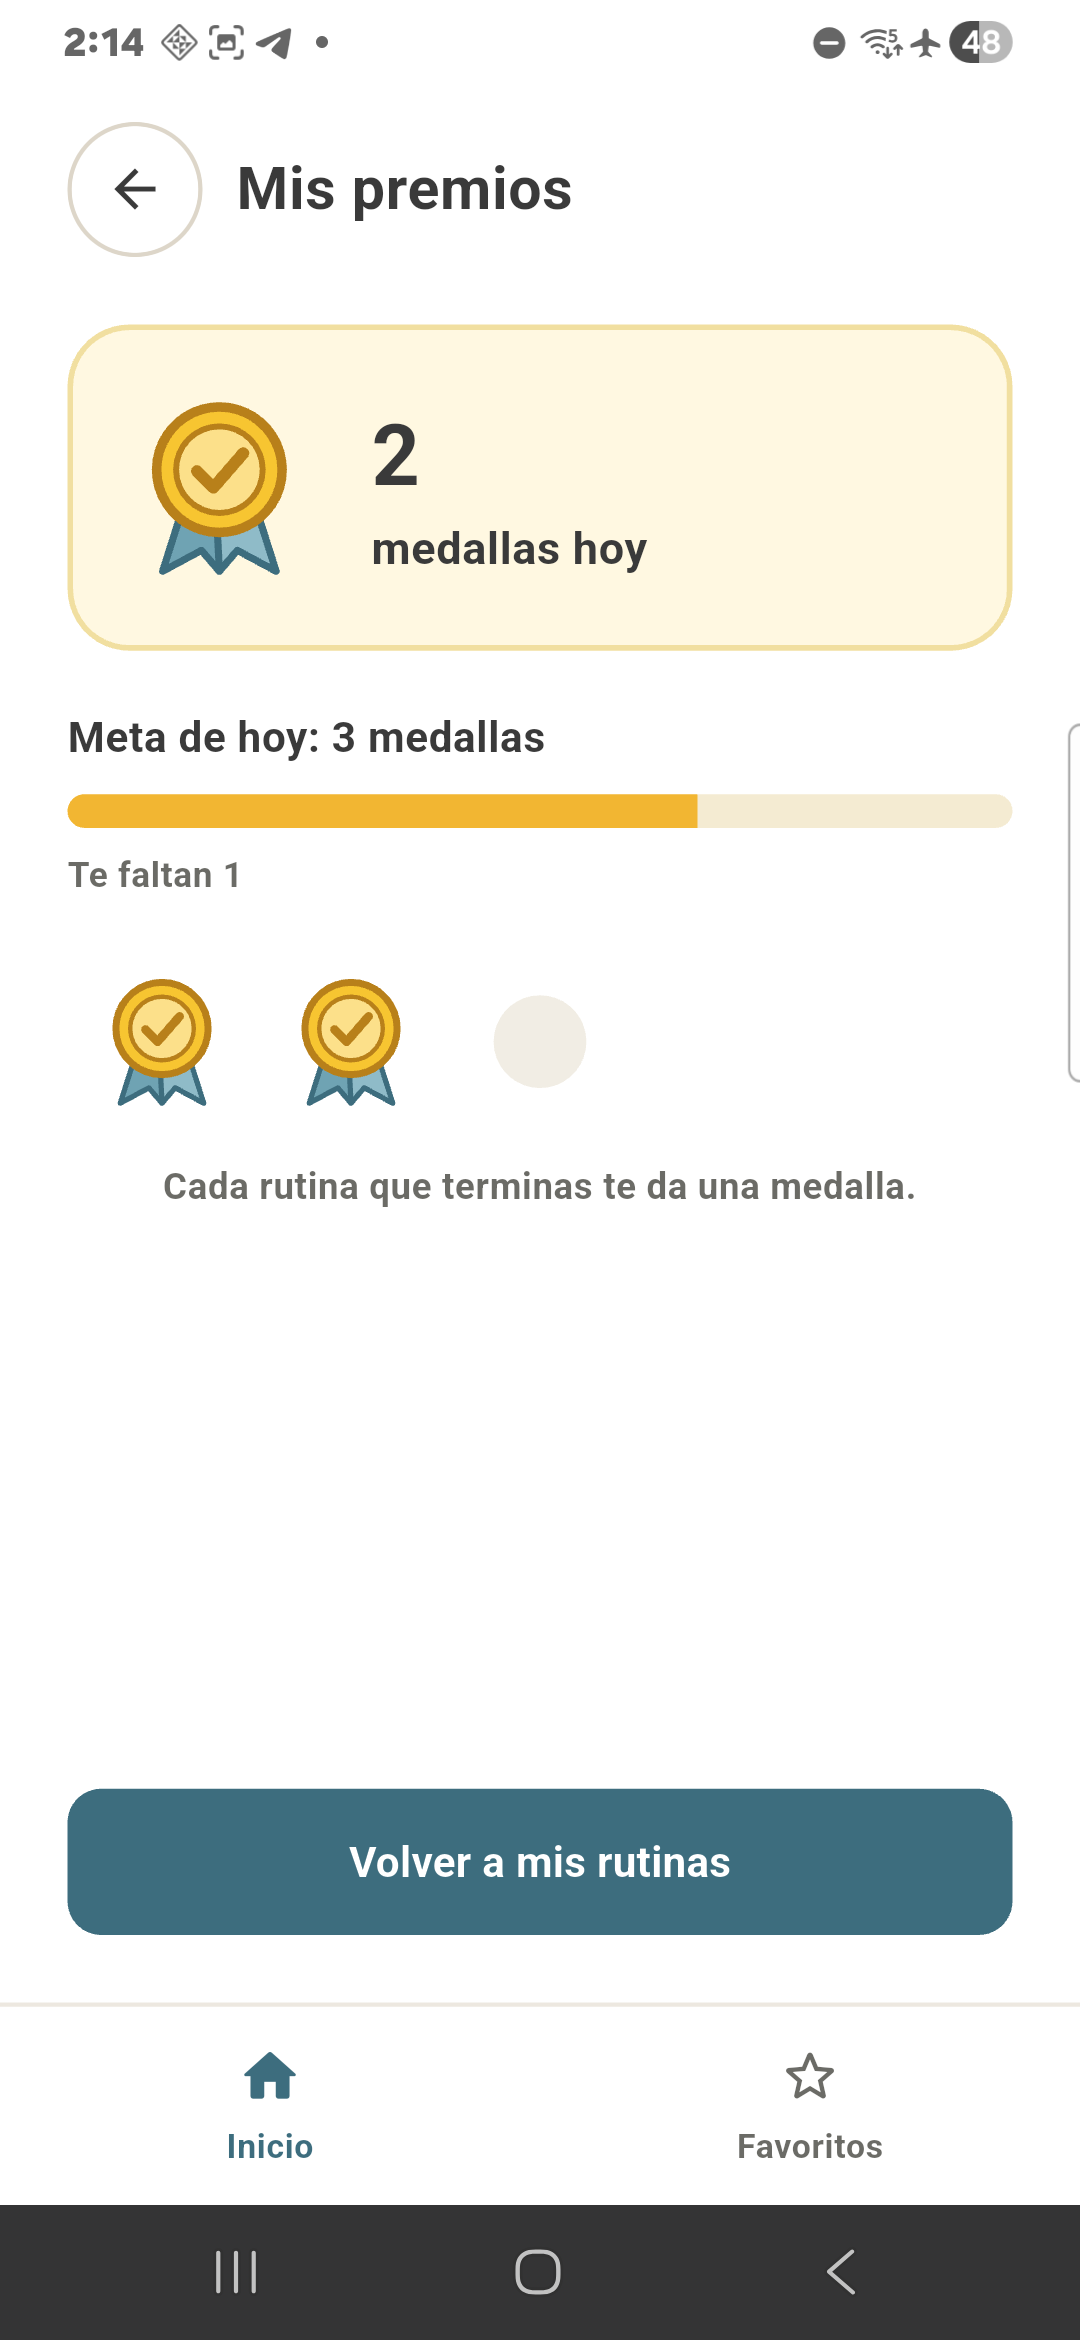 2:14
5
48
Mis premios
2
medallas hoy
Meta de hoy: 3 medallas
Te faltan 1
Cada rutina que terminas te da una medalla.
Volver a mis rutinas
Inicio
Favoritos